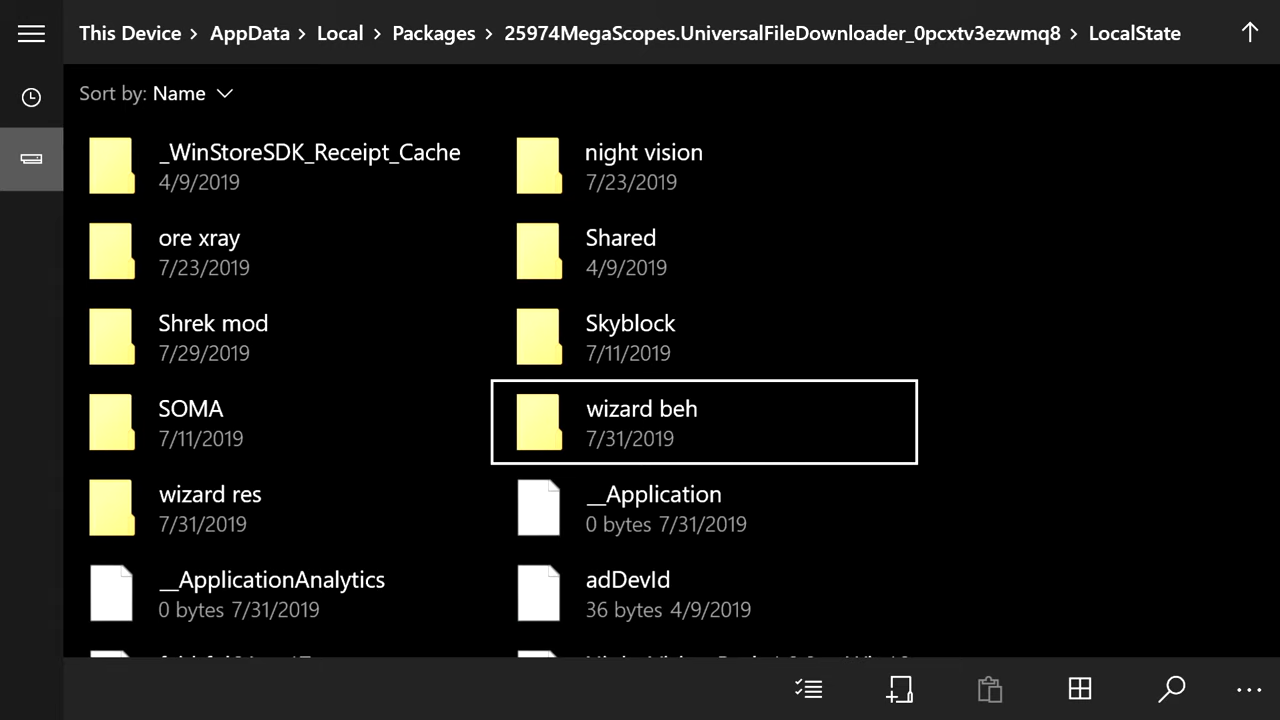 This Device > AppData > Local > Packages > 25974MegaScopes.UniversalFileDownloader_0pcxtv3ezwmq8 > LocalState
Sort by: Name
_WinStoreSDK_Receipt_Cache
4/9/2019
night vision
7/23/2019
ore xray
7/23/2019
Shared
4/9/2019
Shrek mod
7/29/2019
Skyblock
7/11/2019
SOMA
7/11/2019
wizard beh
7/31/2019
wizard res
7/31/2019
__Application
0 bytes 7/31/2019
__ApplicationAnalytics
0 bytes 7/31/2019
adDevId
36 bytes 4/9/2019